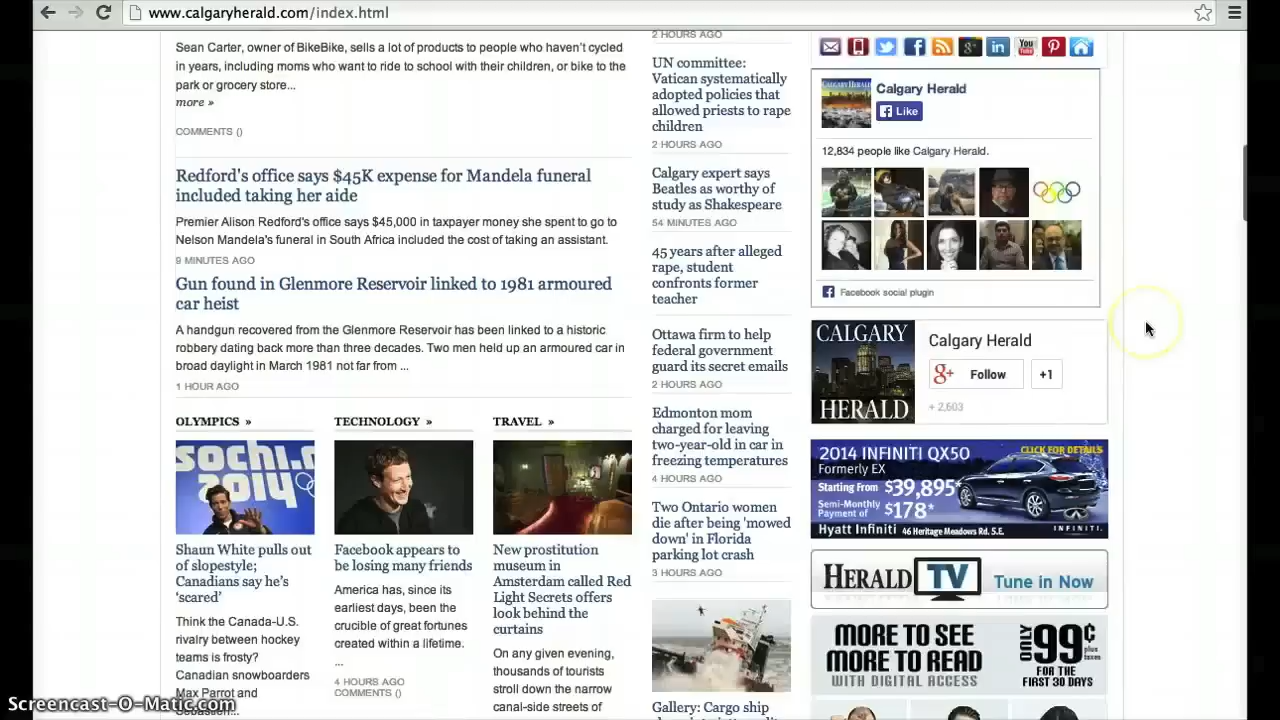 www.calgaryherald.com/index.html
Sean Carter, owner of BikeBike, sells a lot of products to people who haven't cycled
in years, including moms who want to ride to school with their children, or bike to the
park or grocery store...
more »
COMMENTS ()
Redford's office says $45K expense for Mandela funeral
included taking her aide
Premier Alison Redford's office says $45,000 in taxpayer money she spent to go to
Nelson Mandela's funeral in South Africa included the cost of taking an assistant.
9 MINUTES AGO
Gun found in Glenmore Reservoir linked to 1981 armoured
car heist
A handgun recovered from the Glenmore Reservoir has been linked to a historic
robbery dating back more than three decades. Two men held up an armoured car in
broad daylight in March 1981 not far from ...
1 HOUR AGO
OLYMPICS »
sochi.r
2014
Shaun White pulls out
of slopestyle;
Canadians say he's
'scared'
Think the Canada-U.S.
rivalry between hockey
teams is frosty?
Canadian snowboarders
Max Parrot and
Sebastien...
TECHNOLOGY »
Facebook appears to
be losing many friends
America has, since its
earliest days, been the
crucible of great fortunes
created within a lifetime.
...
4 HOURS AGO
COMMENTS ()
TRAVEL »
New prostitution
museum in
Amsterdam called Red
Light Secrets offers
look behind the
curtains
On any given evening,
thousands of tourists
stroll down the narrow
canal-side streets of
2 HOURS AGO
UN committee:
Vatican systematically
adopted policies that
allowed priests to rape
children
2 HOURS AGO
Calgary expert says
Beatles as worthy of
study as Shakespeare
54 MINUTES AGO
45 years after alleged
rape, student
confronts former
teacher
Ottawa firm to help
federal government
guard its secret emails
2 HOURS AGO
Edmonton mom
charged for leaving
two-year-old in car in
freezing temperatures
4 HOURS AGO
Two Ontario women
die after being 'mowed
down' in Florida
parking lot crash
3 HOURS AGO
Gallery: Cargo ship
You Tube
CALGARY HERALD
Calgary Herald
Like
12,834 people like Calgary Herald.
Facebook social plugin
CALGARY
HERALD
Calgary Herald
g+ Follow +1
+ 2,603
2014 INFINITI QX50 CLICK FOR DETAILS
Formerly EX
Starting From $39,895*
Semi-Monthly
Payment of $178*
Hyatt Infiniti 46 Heritage Meadows Rd. S.E. INFINITI.
HERALD TV Tune in Now
MORE TO SEE
MORE TO READ
WITH DIGITAL ACCESS
ONLY 99¢ plus taxes
FOR THE
FIRST 30 DAYS
Screencast-O-Matic.com